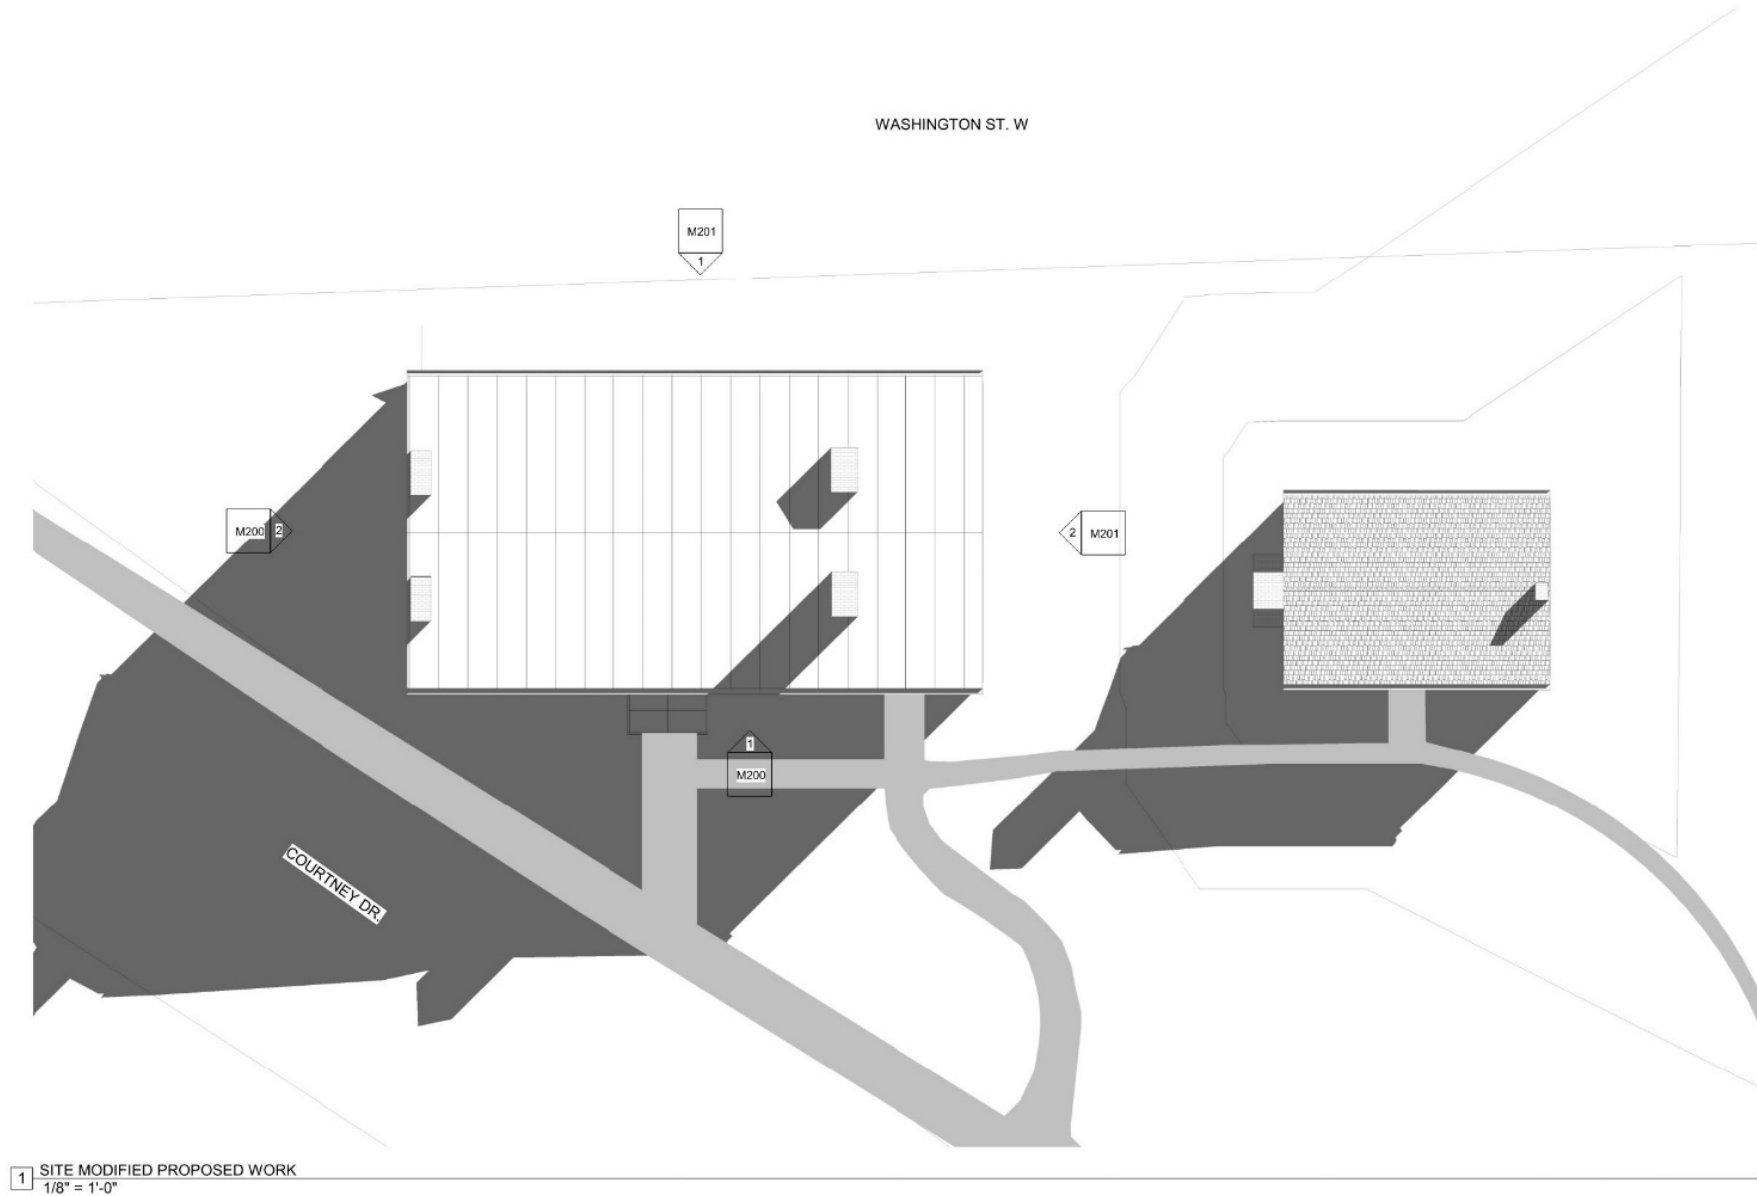 WASHINGTON ST. W
M201
1
M200
2
2
M201
1
M200
COURTNEY DR.
1
SITE MODIFIED PROPOSED WORK
1/8" = 1'-0"